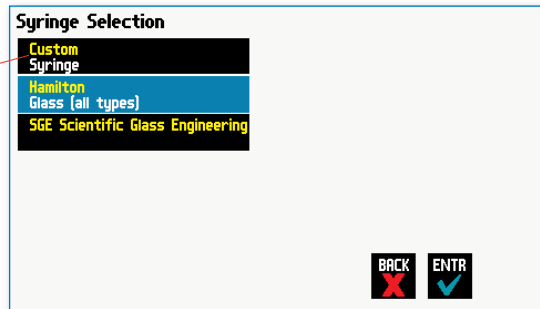 Syringe Selection
Custom
Syringe
Hamilton
Glass (all types)
SGE Scientific Glass Engineering
BACK ENTR